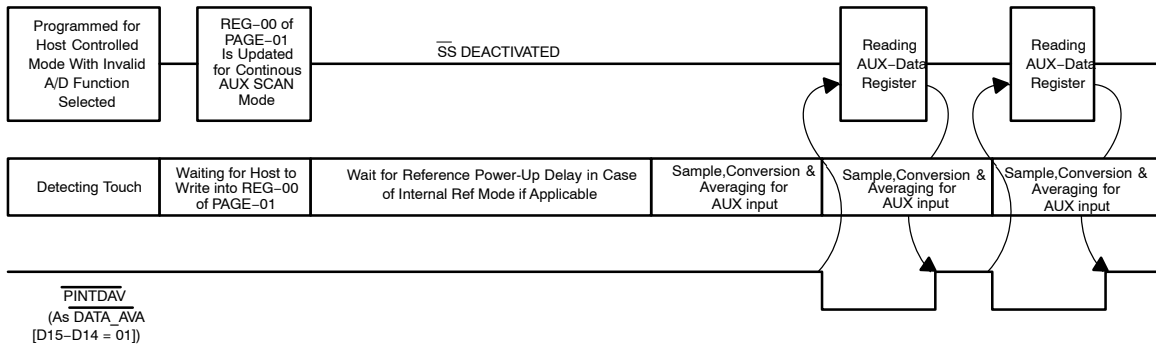 Programmed for
Host Controlled
Mode With Invalid
A/D Function
Selected
REG−00 of
PAGE−01
Is Updated
for Continous
AUX SCAN
Mode
SS DEACTIVATED
Reading
AUX−Data
Register
Reading
AUX−Data
Register
Detecting Touch
Waiting for Host to
Write into REG−00
of PAGE−01
Wait for Reference Power-Up Delay in Case
of Internal Ref Mode if Applicable
Sample,Conversion &
Averaging for
AUX input
Sample,Conversion &
Averaging for
AUX input
Sample,Conversion &
Averaging for
AUX input
PINTDAV
(As DATA_AVA
[D15−D14 = 01])